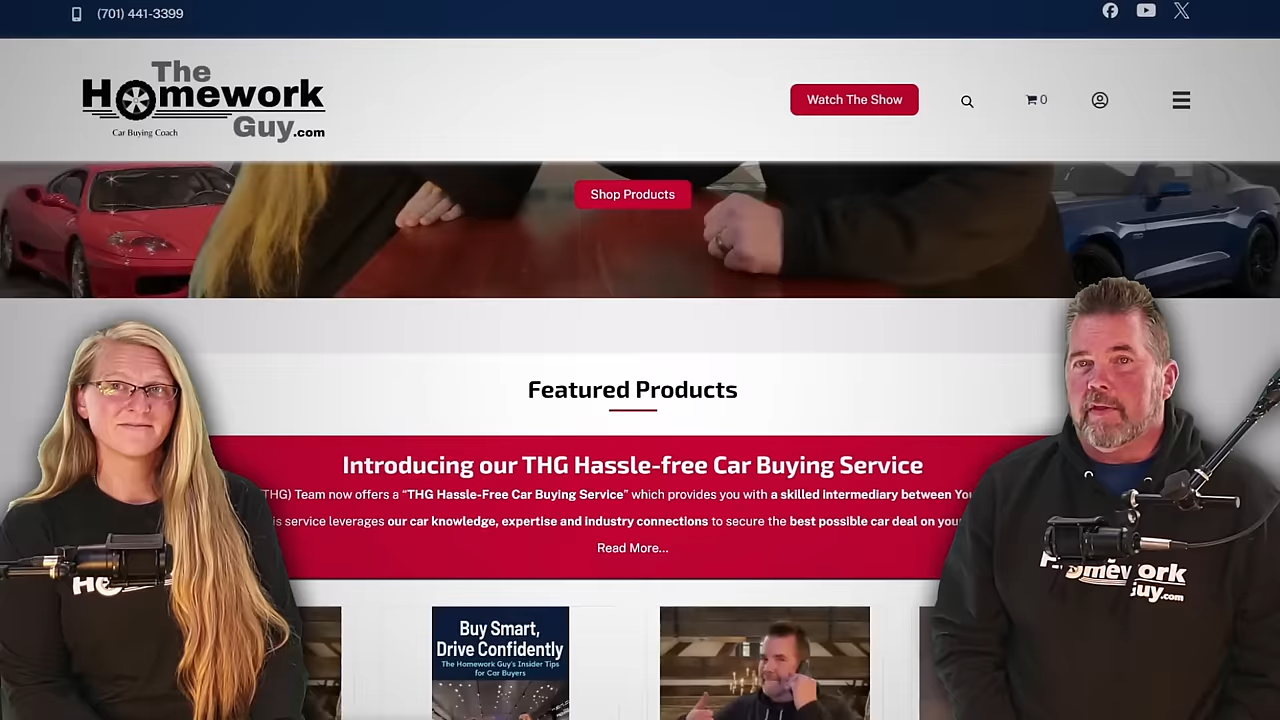 (701) 441-3399
The
Homework
Guy.com
Car Buying Coach
Watch The Show
0
Shop Products
Featured Products
Introducing our THG Hassle-free Car Buying Service
THG) Team now offers a “THG Hassle-Free Car Buying Service” which provides you with a skilled intermediary between You
is service leverages our car knowledge, expertise and industry connections to secure the best possible car deal on your
Read More...
Buy Smart,
Drive Confidently
The Homework Guy's Insider Tips
for Car Buyers
Homework
Guy.com